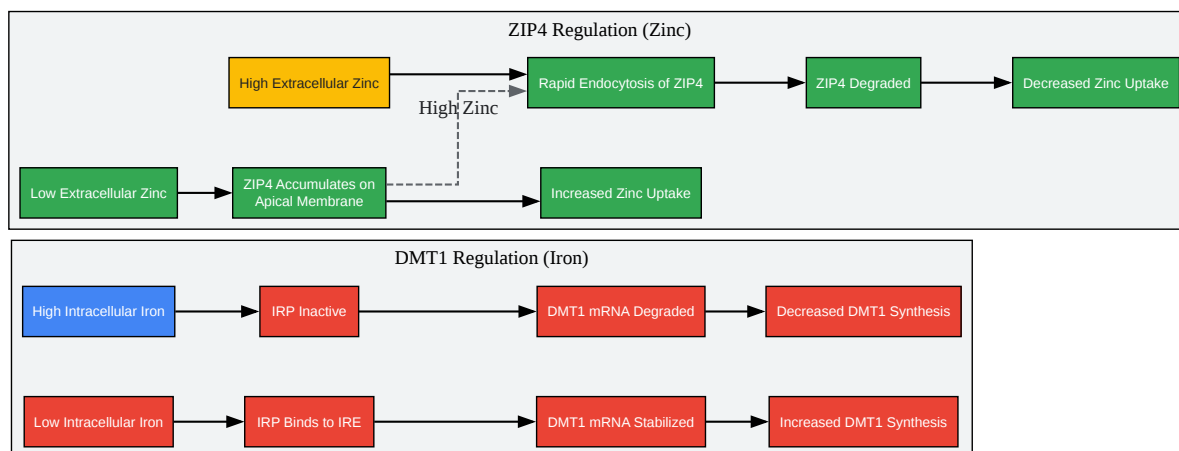 ZIP4 Regulation (Zinc)
High Extracellular Zinc
Rapid Endocytosis of ZIP4
ZIP4 Degraded
Decreased Zinc Uptake
High Zinc
Low Extracellular Zinc
ZIP4 Accumulates on
Apical Membrane
Increased Zinc Uptake
DMT1 Regulation (Iron)
High Intracellular Iron
IRP Inactive
DMT1 mRNA Degraded
Decreased DMT1 Synthesis
Low Intracellular Iron
IRP Binds to IRE
DMT1 mRNA Stabilized
Increased DMT1 Synthesis